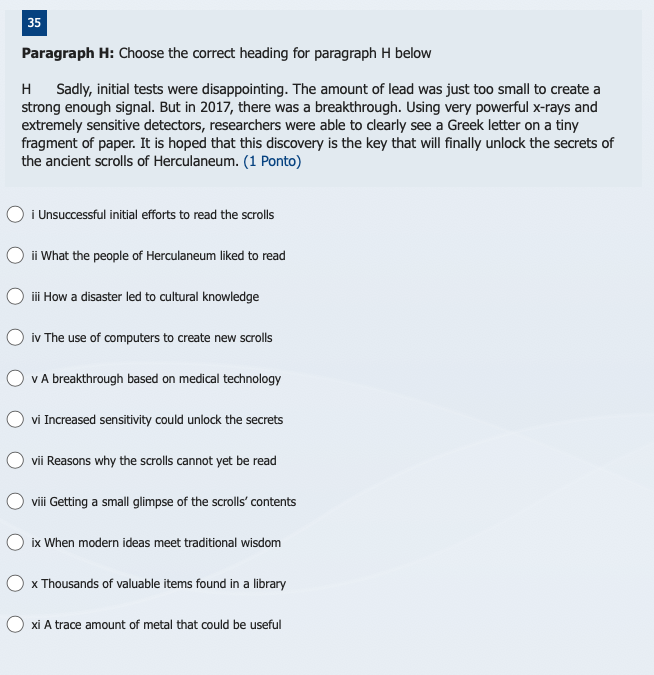 35
Paragraph H: Choose the correct heading for paragraph H below
H Sadly, initial tests were disappointing. The amount of lead was just too small to create a
strong enough signal. But in 2017, there was a breakthrough. Using very powerful x-rays and
extremely sensitive detectors, researchers were able to clearly see a Greek letter on a tiny
fragment of paper. It is hoped that this discovery is the key that will finally unlock the secrets of
the ancient scrolls of Herculaneum. (1 Ponto)
i Unsuccessful initial efforts to read the scrolls
ii What the people of Herculaneum liked to read
iii How a disaster led to cultural knowledge
iv The use of computers to create new scrolls
v A breakthrough based on medical technology
vi Increased sensitivity could unlock the secrets
vii Reasons why the scrolls cannot yet be read
viii Getting a small glimpse of the scrolls’ contents
ix When modern ideas meet traditional wisdom
x Thousands of valuable items found in a library
xi A trace amount of metal that could be useful